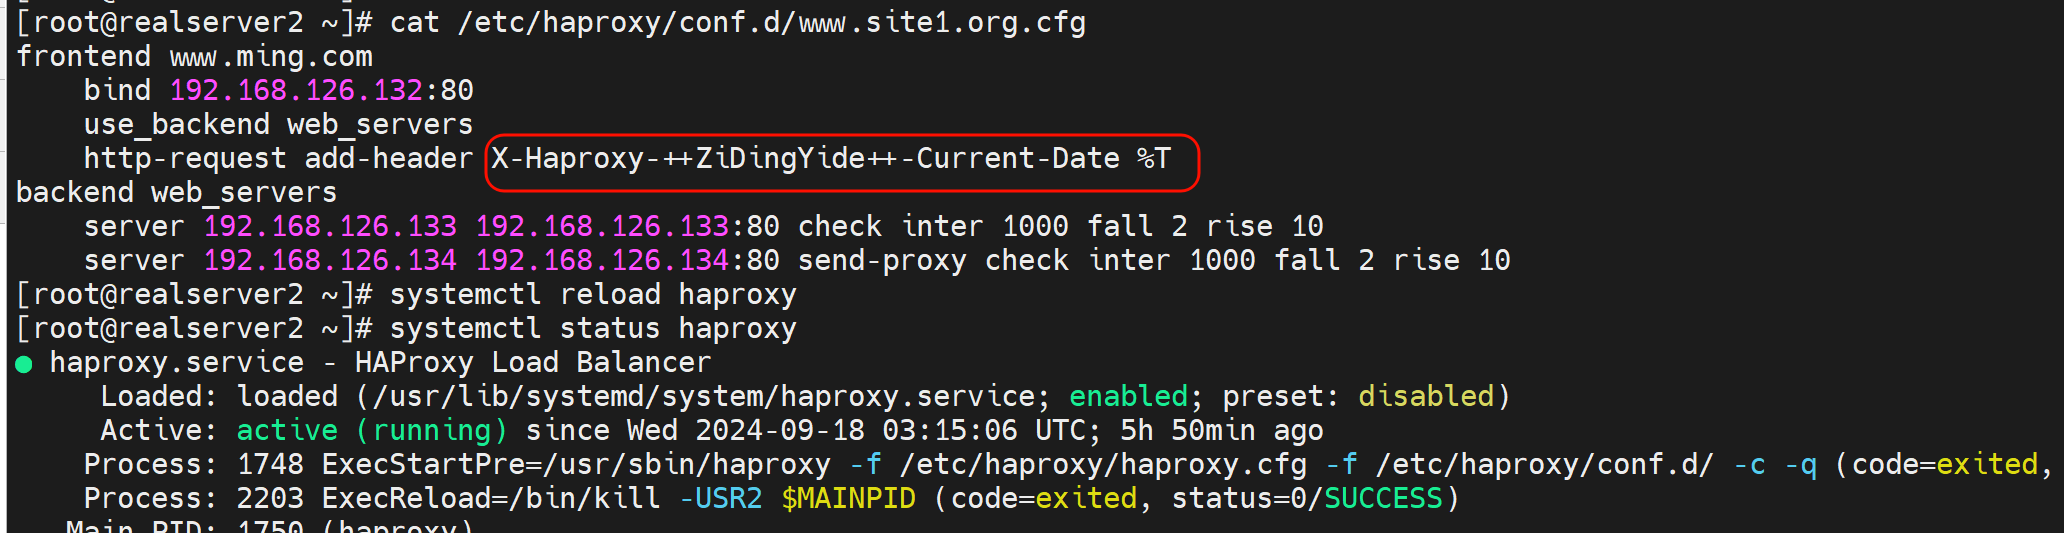 [root@realserver2 ~]# cat /etc/haproxy/conf.d/www.site1.org.cfg
frontend www.ming.com
    bind 192.168.126.132:80
    use_backend web_servers
    http-request add-header X-Haproxy-++ZiDingYide++-Current-Date %T
backend web_servers
    server 192.168.126.133 192.168.126.133:80 check inter 1000 fall 2 rise 10
    server 192.168.126.134 192.168.126.134:80 send-proxy check inter 1000 fall 2 rise 10
[root@realserver2 ~]# systemctl reload haproxy
[root@realserver2 ~]# systemctl status haproxy
● haproxy.service - HAProxy Load Balancer
     Loaded: loaded (/usr/lib/systemd/system/haproxy.service; enabled; preset: disabled)
     Active: active (running) since Wed 2024-09-18 03:15:06 UTC; 5h 50min ago
    Process: 1748 ExecStartPre=/usr/sbin/haproxy -f /etc/haproxy/haproxy.cfg -f /etc/haproxy/conf.d/ -c -q (code=exited,
    Process: 2203 ExecReload=/bin/kill -USR2 $MAINPID (code=exited, status=0/SUCCESS)
   Main PID: 1750 (haproxy)